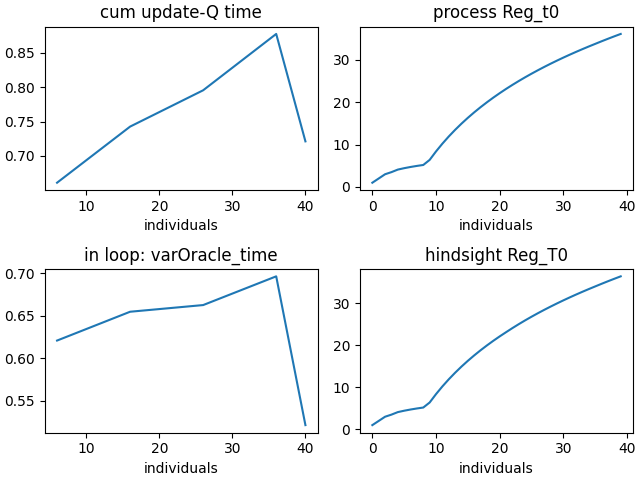 cum update-Q time
0.85
0.80
0.75
0.70
10 20 30 40
individuals
process Reg_t0
30
20
10
0
0 10 20 30 40
individuals
in loop: varOracle_time
0.70
0.65
0.60
0.55
10 20 30 40
individuals
hindsight Reg_T0
30
20
10
0
0 10 20 30 40
individuals